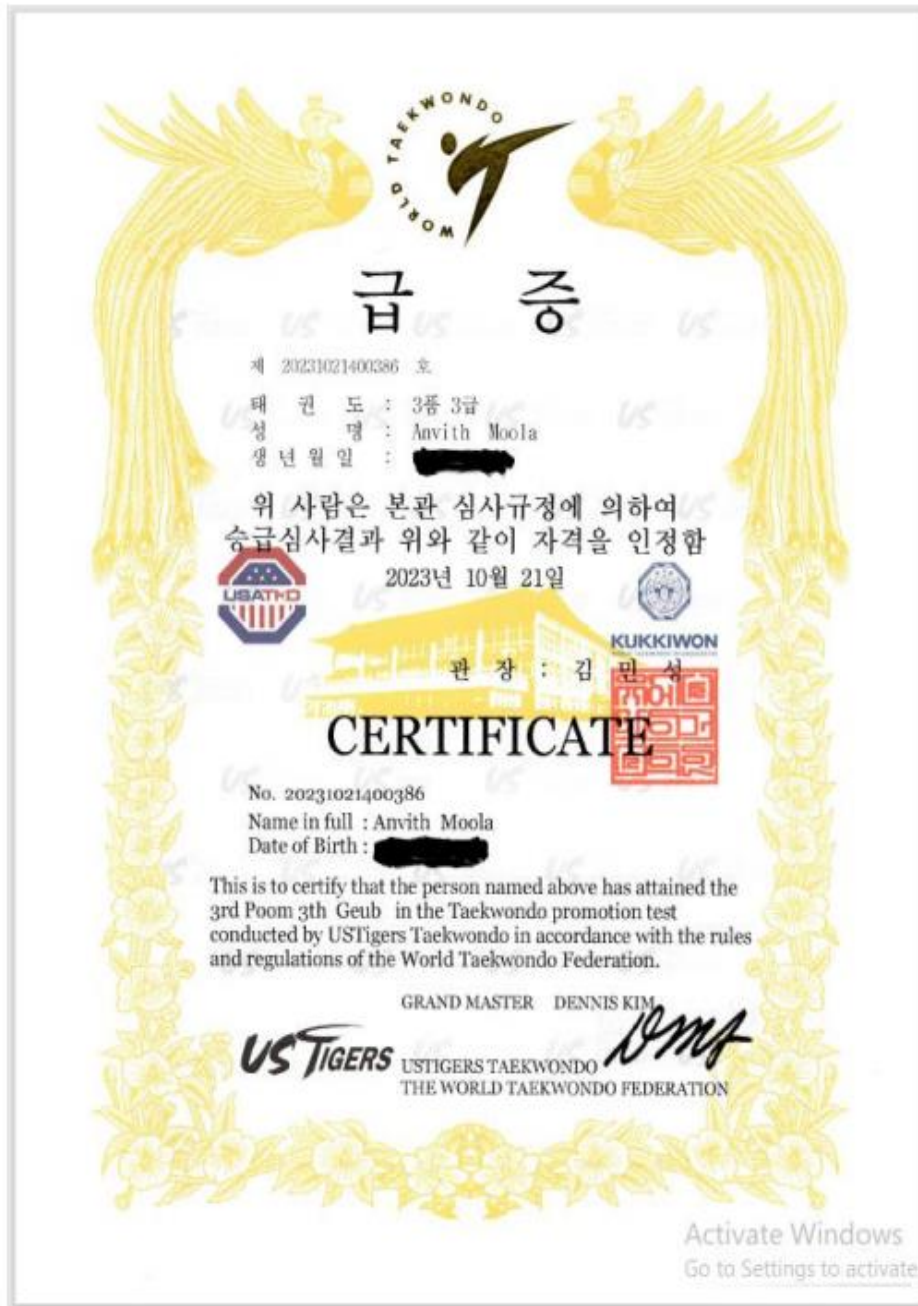 WORLD TAEKWONDO
급 증
제 20231021400386 호
태 권 도 : 3품 3급
성 명 : Anvith Moola
생 년 월 일 :
위 사람은 본관 심사규정에 의하여
승급심사결과 위와 같이 자격을 인정함
2023년 10월 21일
USATKD
KUKKIWON
관 장 : 김 민 성
CERTIFICATE
No. 20231021400386
Name in full : Anvith Moola
Date of Birth :
This is to certify that the person named above has attained the
3rd Poom 3th Geub in the Taekwondo promotion test
conducted by USTigers Taekwondo in accordance with the rules
and regulations of the World Taekwondo Federation.
GRAND MASTER DENNIS KIM
US TIGERS
USTIGERS TAEKWONDO
THE WORLD TAEKWONDO FEDERATION
Activate Windows
Go to Settings to activate